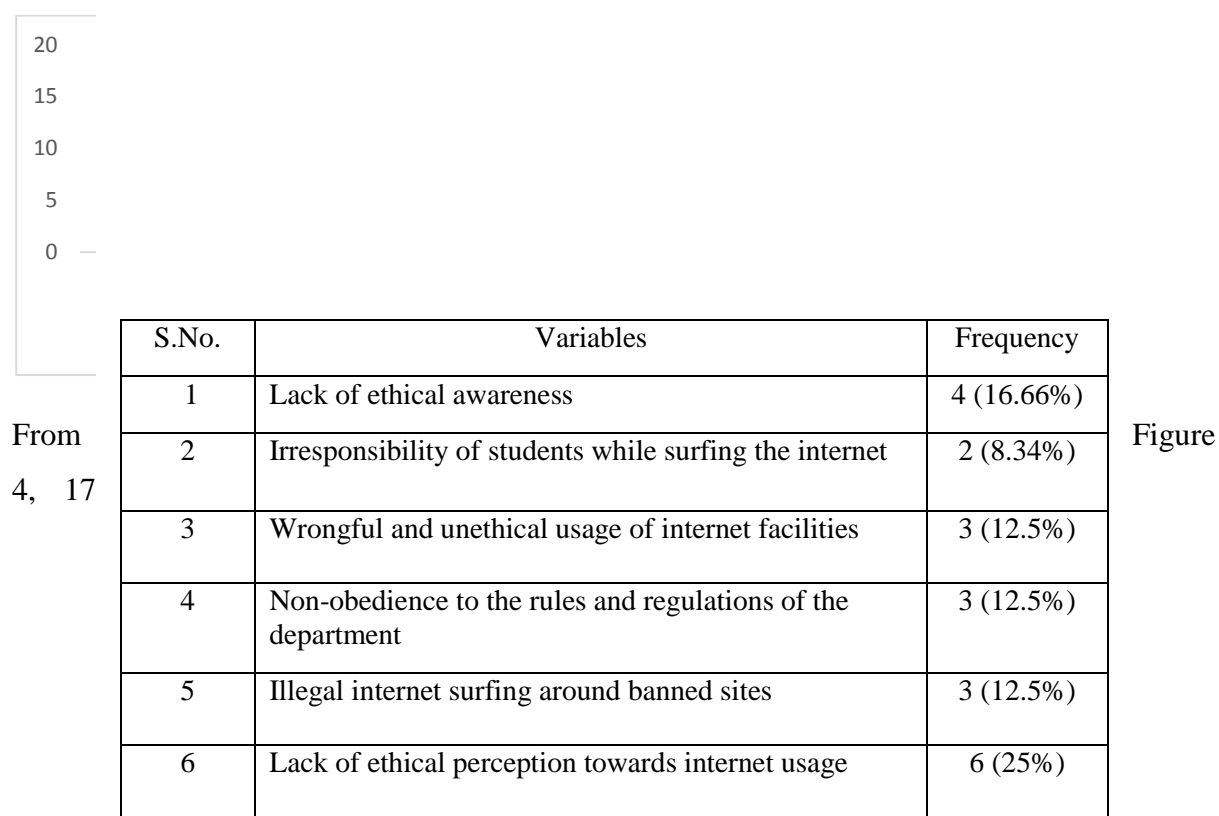 20
15
10
5
0
S.No. Variables Frequency
1 Lack of ethical awareness 4 (16.66%)
From Figure
2 Irresponsibility of students while surfing the internet 2 (8.34%)
4, 17
3 Wrongful and unethical usage of internet facilities 3 (12.5%)
4 Non-obedience to the rules and regulations of the 3 (12.5%)
department
5 Illegal internet surfing around banned sites 3 (12.5%)
6 Lack of ethical perception towards internet usage 6 (25%)